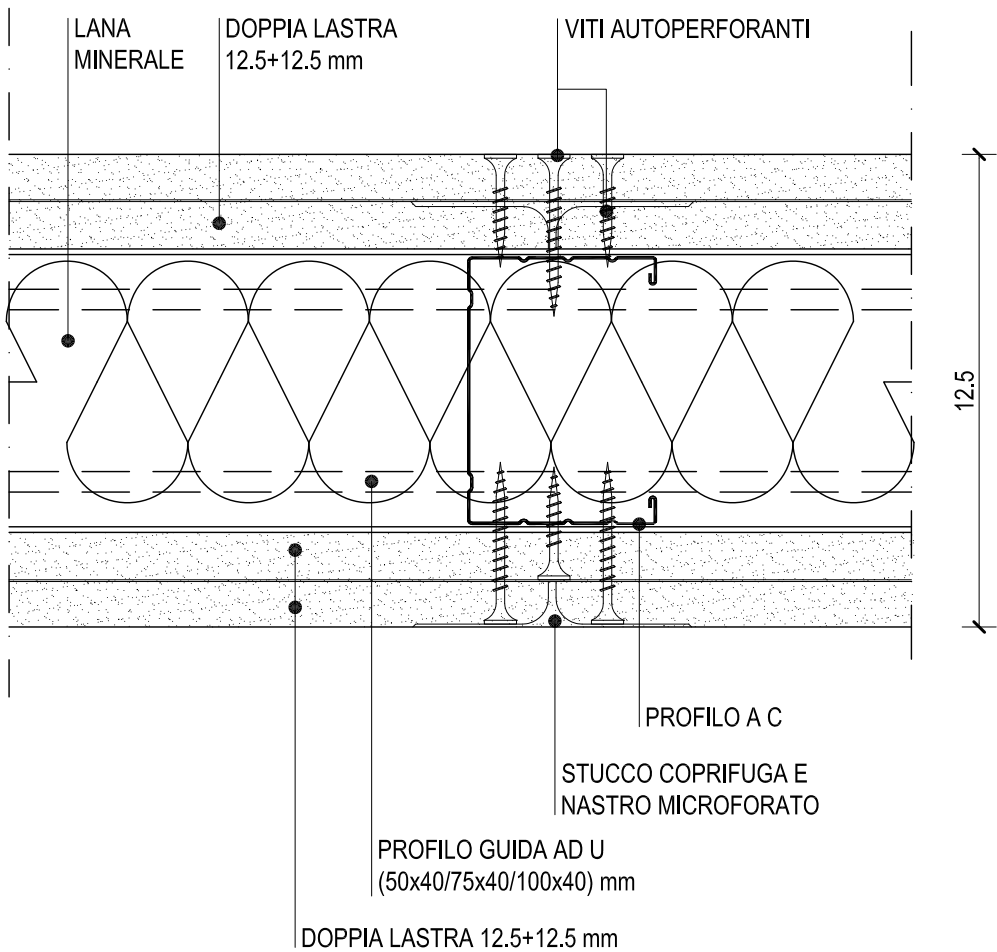 LANA
MINERALE
DOPPIA LASTRA
12.5+12.5 mm
VITI AUTOPERFORANTI
12.5
PROFILO A C
STUCCO COPRIFUGA E
NASTRO MICROFORATO
PROFILO GUIDA AD U
(50x40/75x40/100x40) mm
DOPPIA LASTRA 12.5+12.5 mm